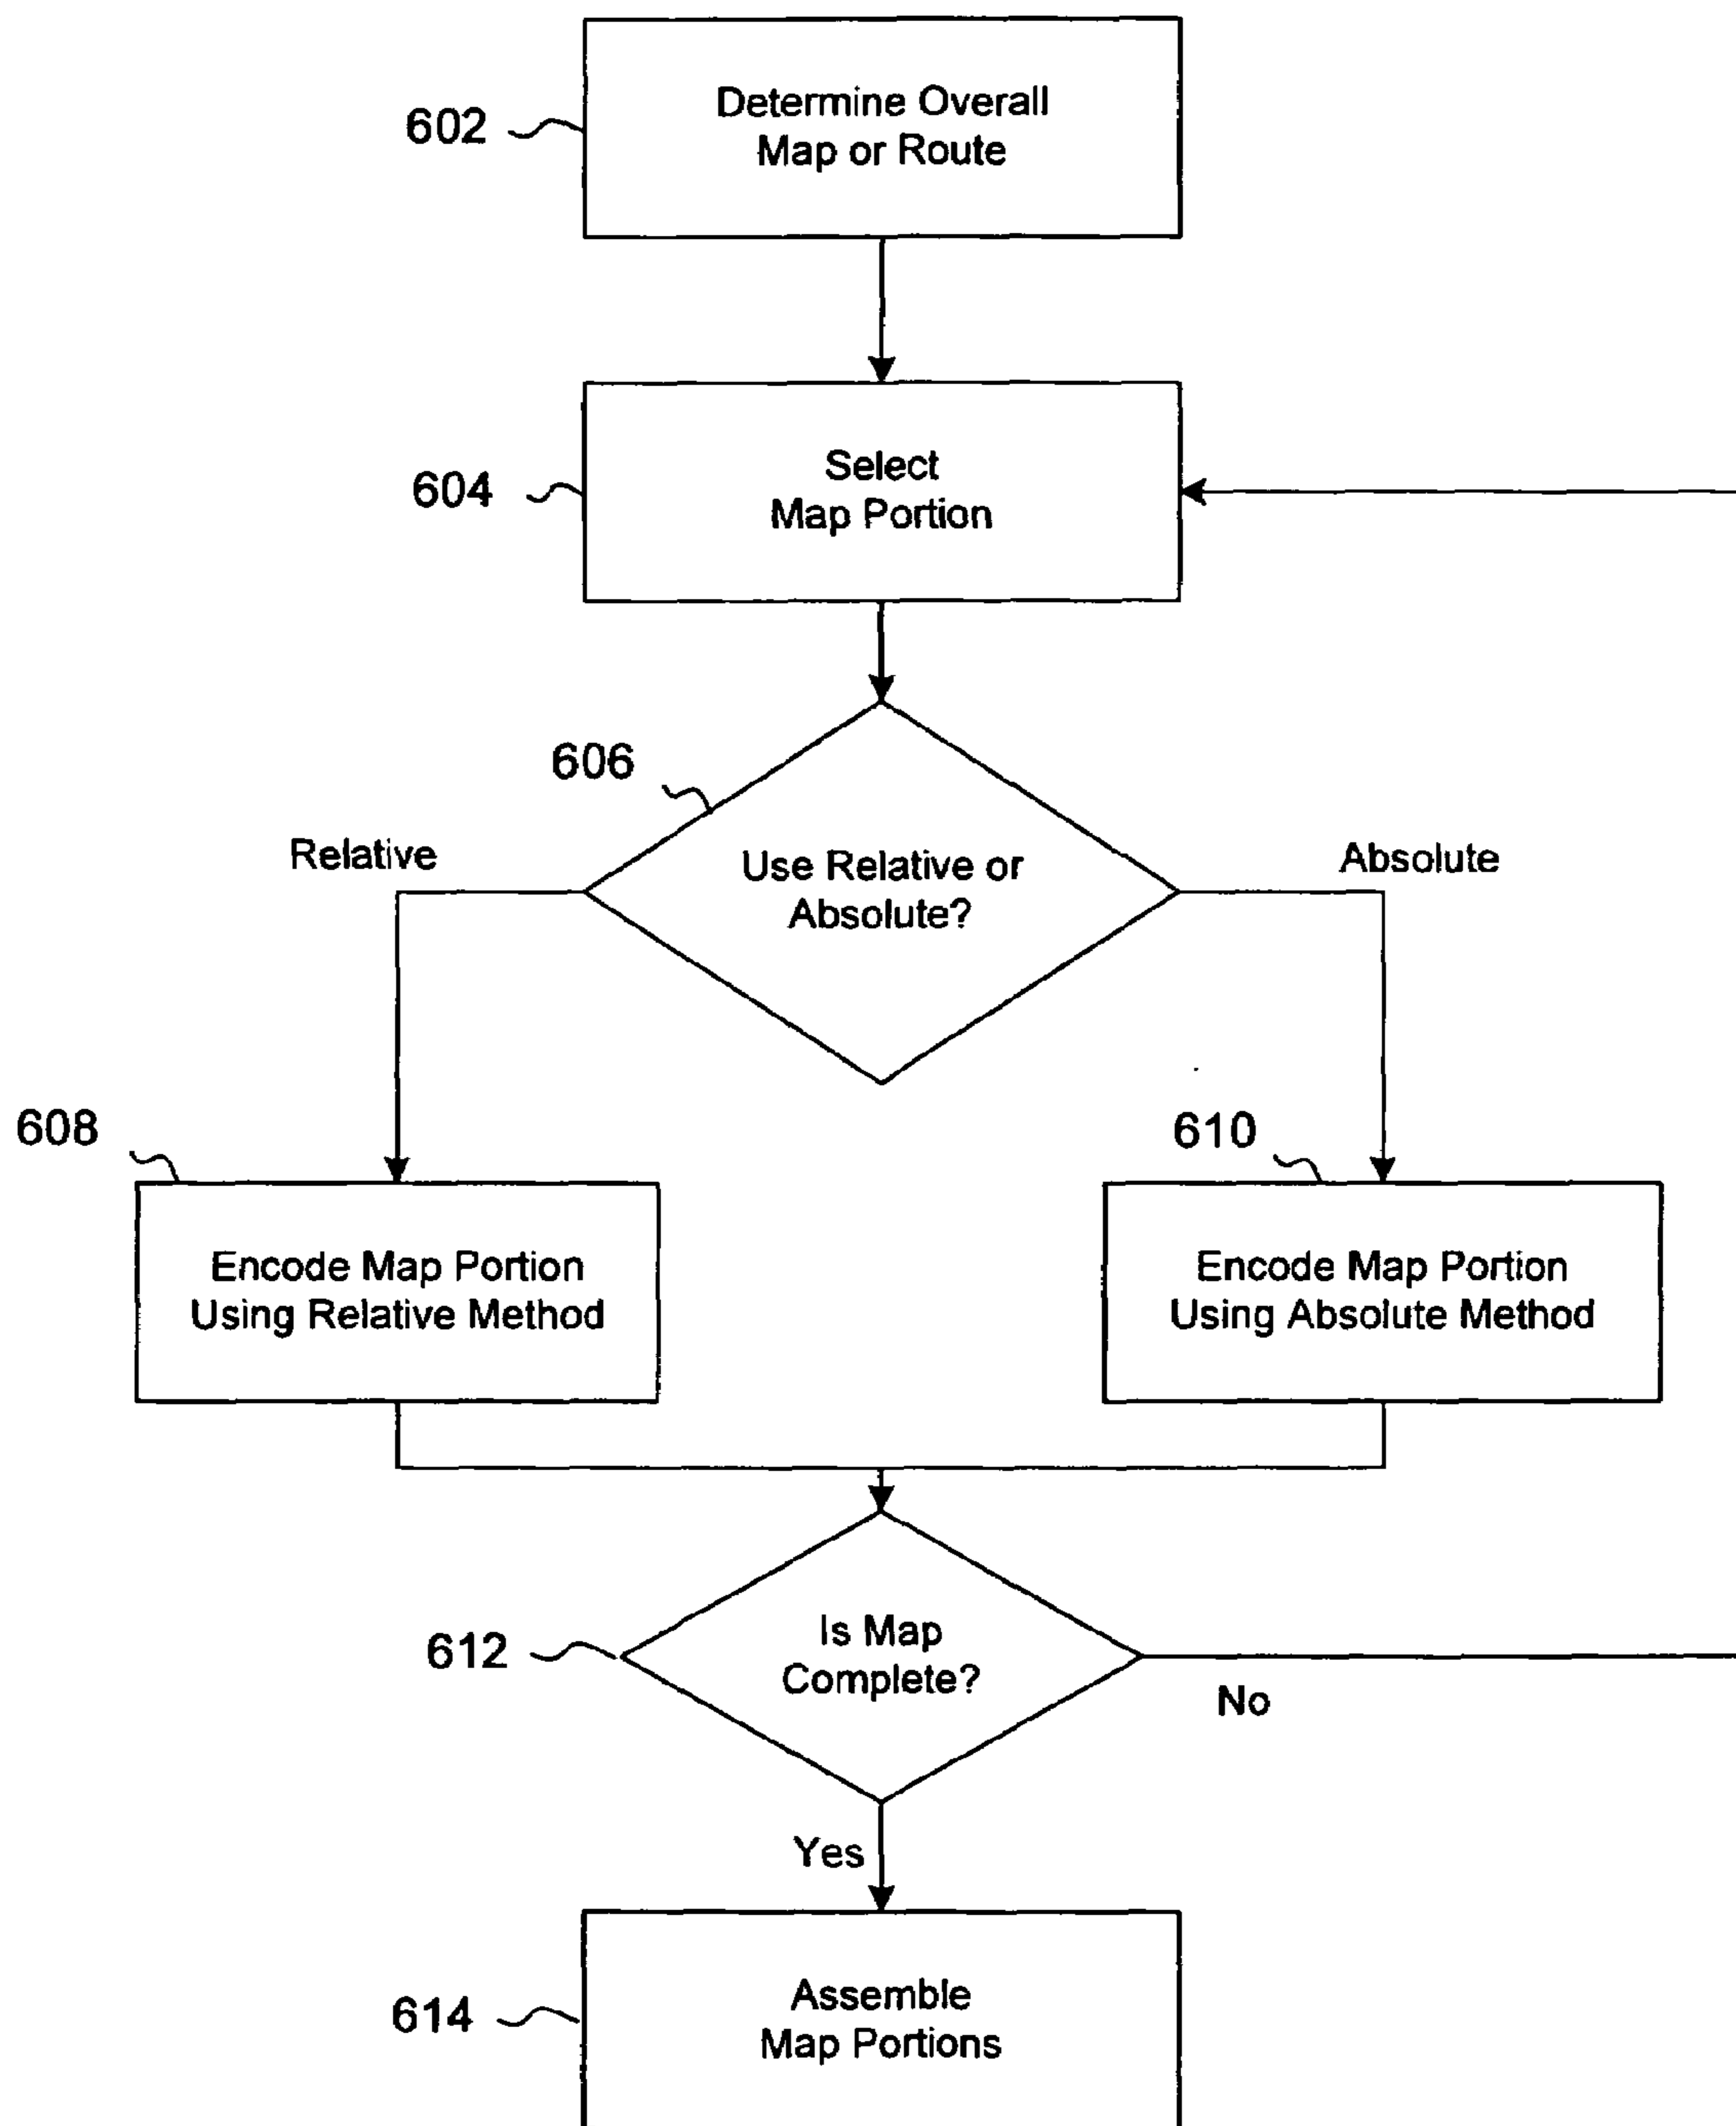 602
Determine Overall
Map or Route
604
Select
Map Portion
606
Relative
Use Relative or
Absolute?
Absolute
608
610
Encode Map Portion
Using Relative Method
Encode Map Portion
Using Absolute Method
612
Is Map
Complete?
No
Yes
614
Assemble
Map Portions